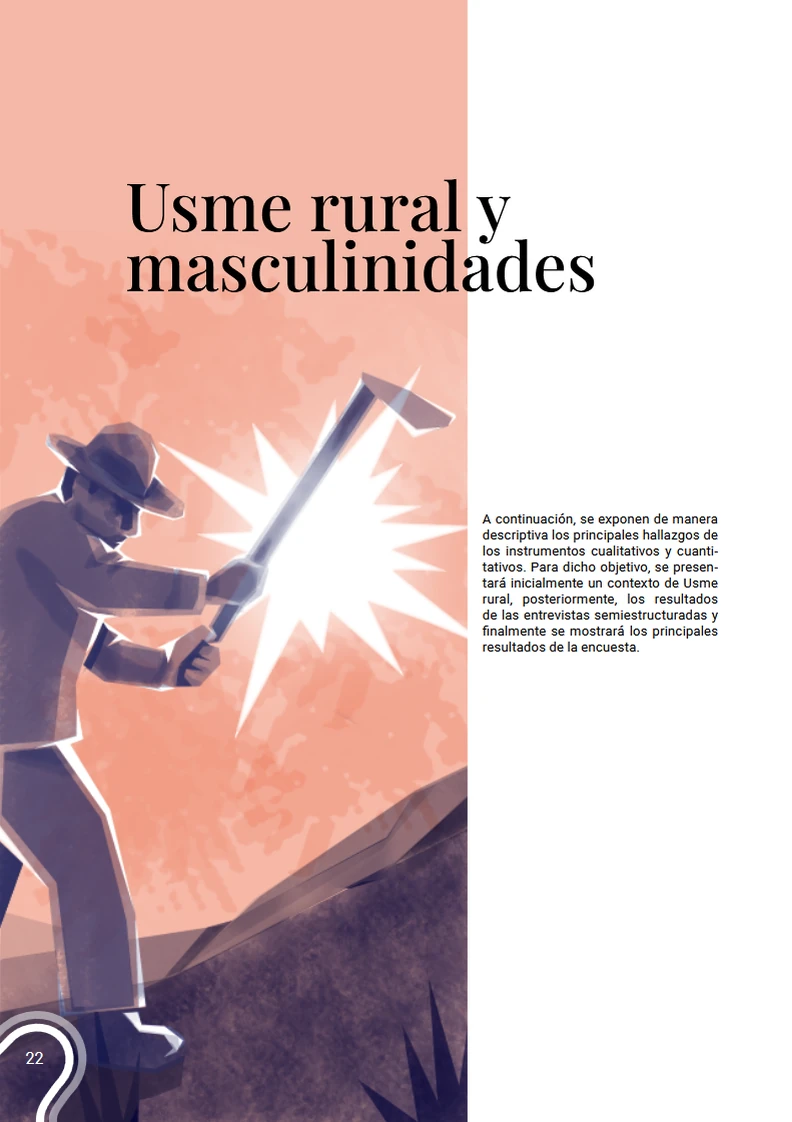 Usme rural y
masculinidades
A continuación, se exponen de manera
descriptiva los principales hallazgos de
los instrumentos cualitativos y cuanti-
tativos. Para dicho objetivo, se presen-
tará inicialmente un contexto de Usme
rural, posteriormente, los resultados
de las entrevistas semiestructuradas y
finalmente se mostrará los principales
resultados de la encuesta.
22